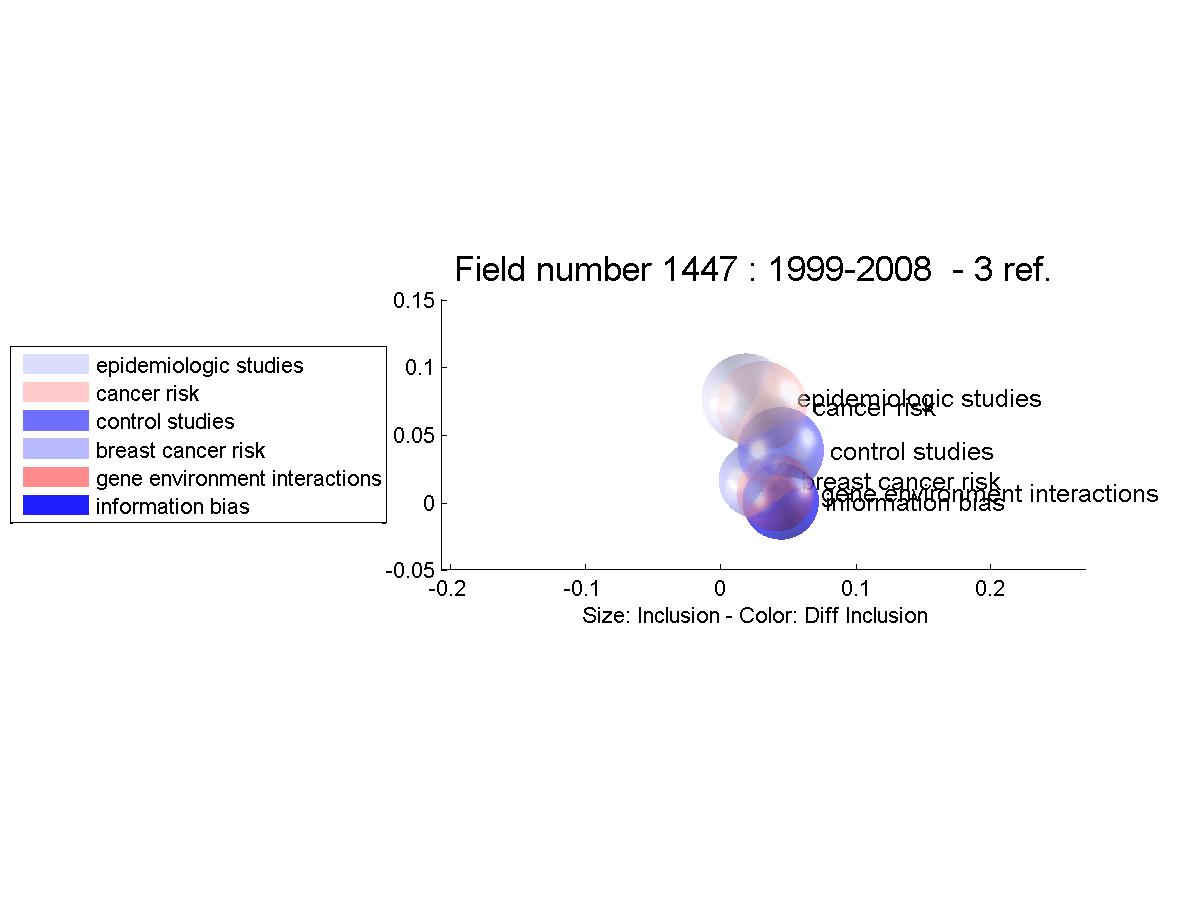 Field number 1447 : 1999-2008 - 3 ref.
epidemiologic studies
cancer risk
control studies
breast cancer risk
gene environment interactions
information bias
0.15
0.1
0.05
0
-0.05
epidemiologic studies
cancer risk
control studies
breast cancer risk
gene environment interactions
information bias
-0.2
-0.1
0
0.1
0.2
Size: Inclusion - Color: Diff Inclusion